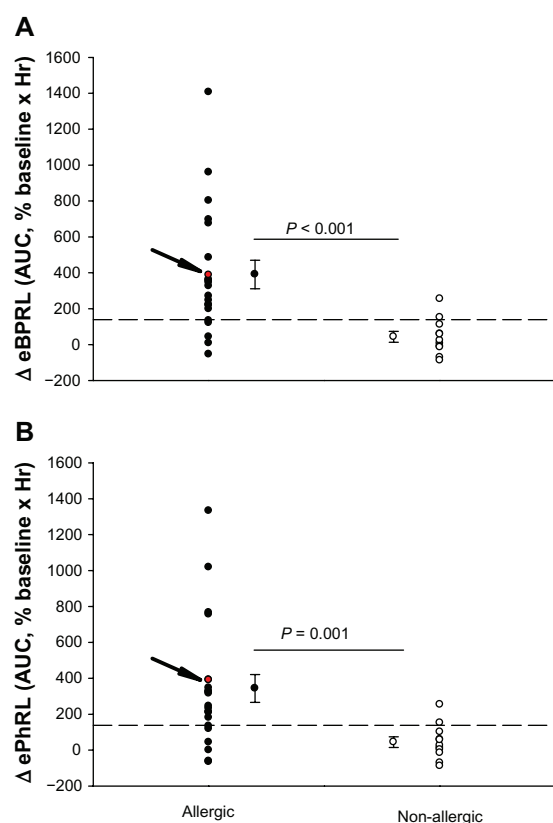 A
Δ eBPRL (AUC, % baseline x Hr)
1600
1400
1200
1000
800
600
400
200
0
−200
P < 0.001
B
Δ ePhRL (AUC, % baseline x Hr)
1600
1400
1200
1000
800
600
400
200
0
−200
P = 0.001
Allergic
Non-allergic